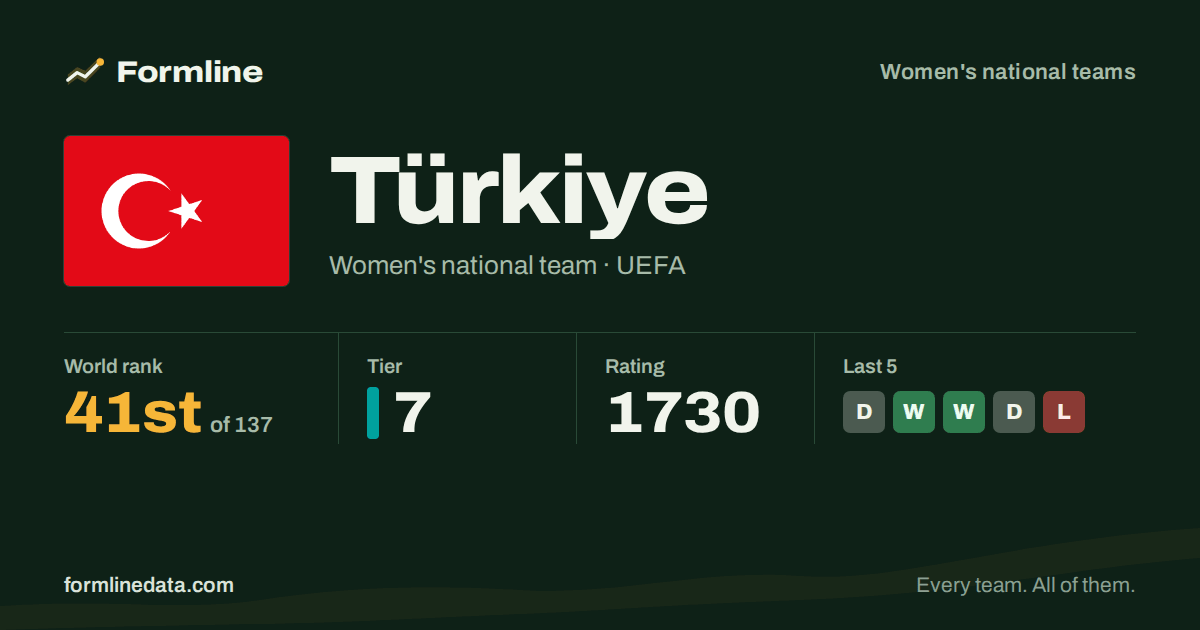 Formline
Women's national teams
Türkiye
Women's national team · UEFA
World rank
41st of 137
Tier
7
Rating
1730
Last 5
D W W D L
formlinedata.com
Every team. All of them.